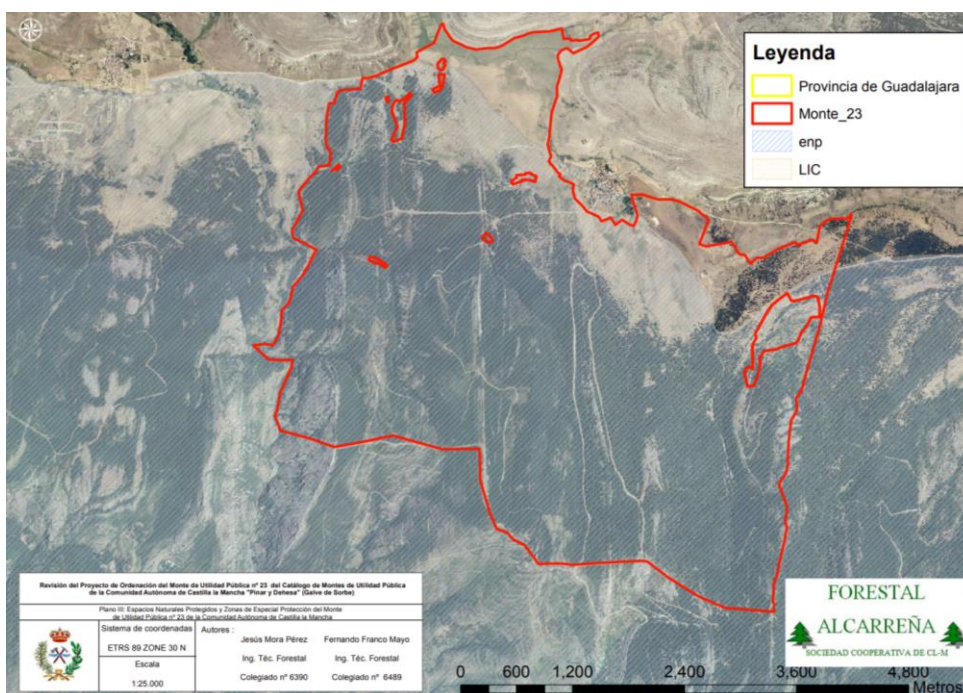 Leyenda
Provincia de Guadalajara
Monte_23
enp
LIC
Revisión del Proyecto de Ordenación del Monte de Utilidad Pública nº 23 del Catálogo de Montes de Utilidad Pública
de la Comunidad Autónoma de Castilla la Mancha "Pinar y Dehesa" (Galve de Sorbe)
Plano III: Espacios Naturales Protegidos y Zonas de Especial Protección del Monte
de Utilidad Pública nº 23 de la Comunidad Autónoma de Castilla la Mancha
Sistema de coordenadas
ETRS 89 ZONE 30 N
Escala
1:25.000
Autores :
Jesús Mora Pérez Fernando Franco Mayo
Ing. Téc. Forestal Ing. Téc. Forestal
Colegiado nº 6390 Colegiado nº 6489
FORESTAL
ALCARREÑA
SOCIEDAD COOPERATIVA DE CL-M
0 600 1,200 2,400 3,600 4,800
Metros